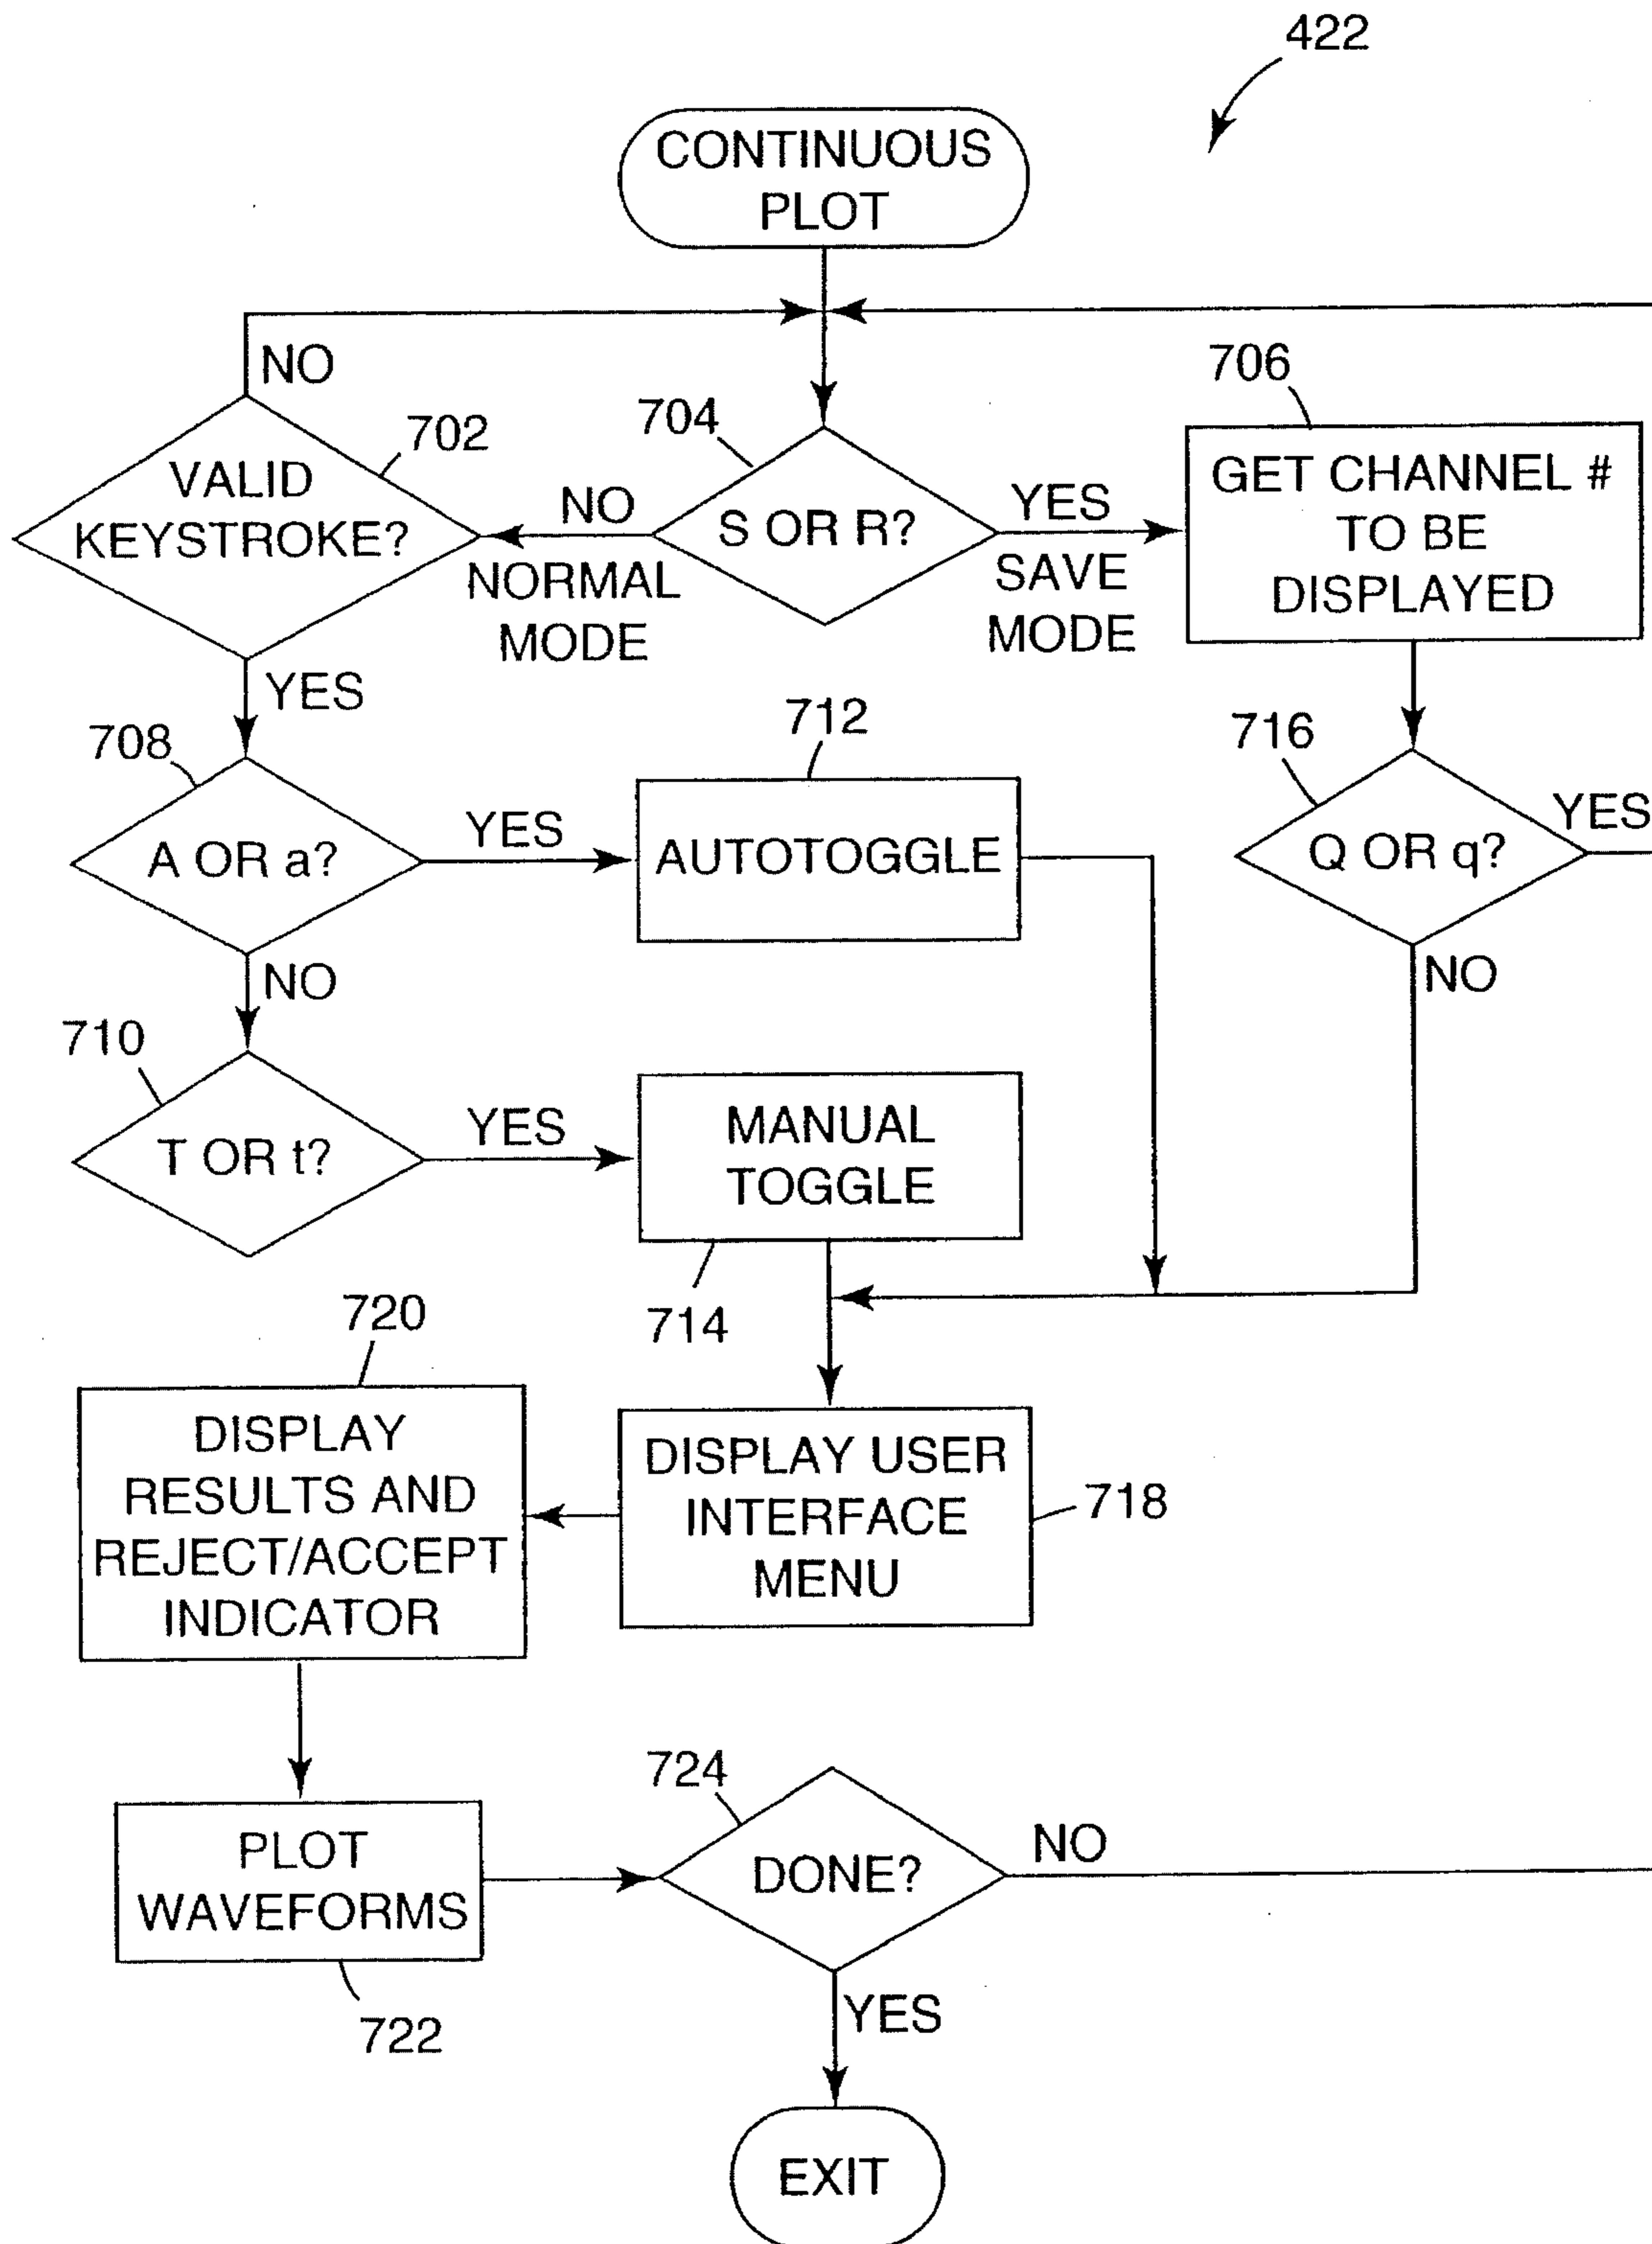 422
CONTINUOUS
PLOT
NO
706
704
702
VALID
KEYSTROKE?
NO
NORMAL
MODE
S OR R?
YES
SAVE
MODE
GET CHANNEL #
TO BE
DISPLAYED
YES
708
712
716
A OR a?
YES
AUTOTOGGLE
Q OR q?
YES
NO
NO
710
T OR t?
YES
MANUAL
TOGGLE
714
720
DISPLAY
RESULTS AND
REJECT/ACCEPT
INDICATOR
DISPLAY USER
INTERFACE
MENU
718
724
PLOT
WAVEFORMS
722
DONE?
NO
YES
EXIT